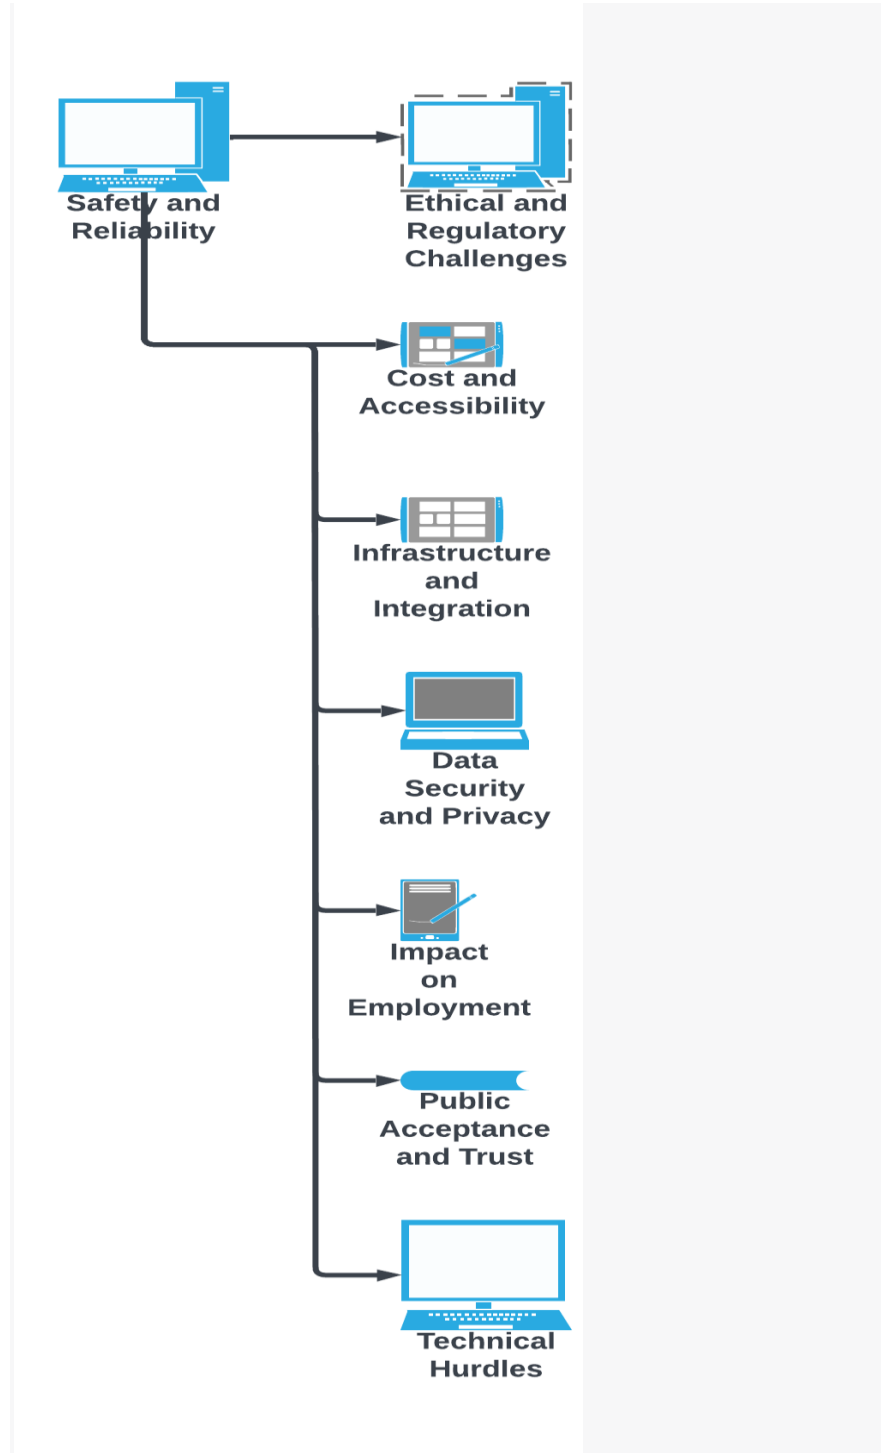 Safety and
Reliability
Ethical and
Regulatory
Challenges
Cost and
Accessibility
Infrastructure
and
Integration
Data
Security
and Privacy
Impact
on
Employment
Public
Acceptance
and Trust
Technical
Hurdles